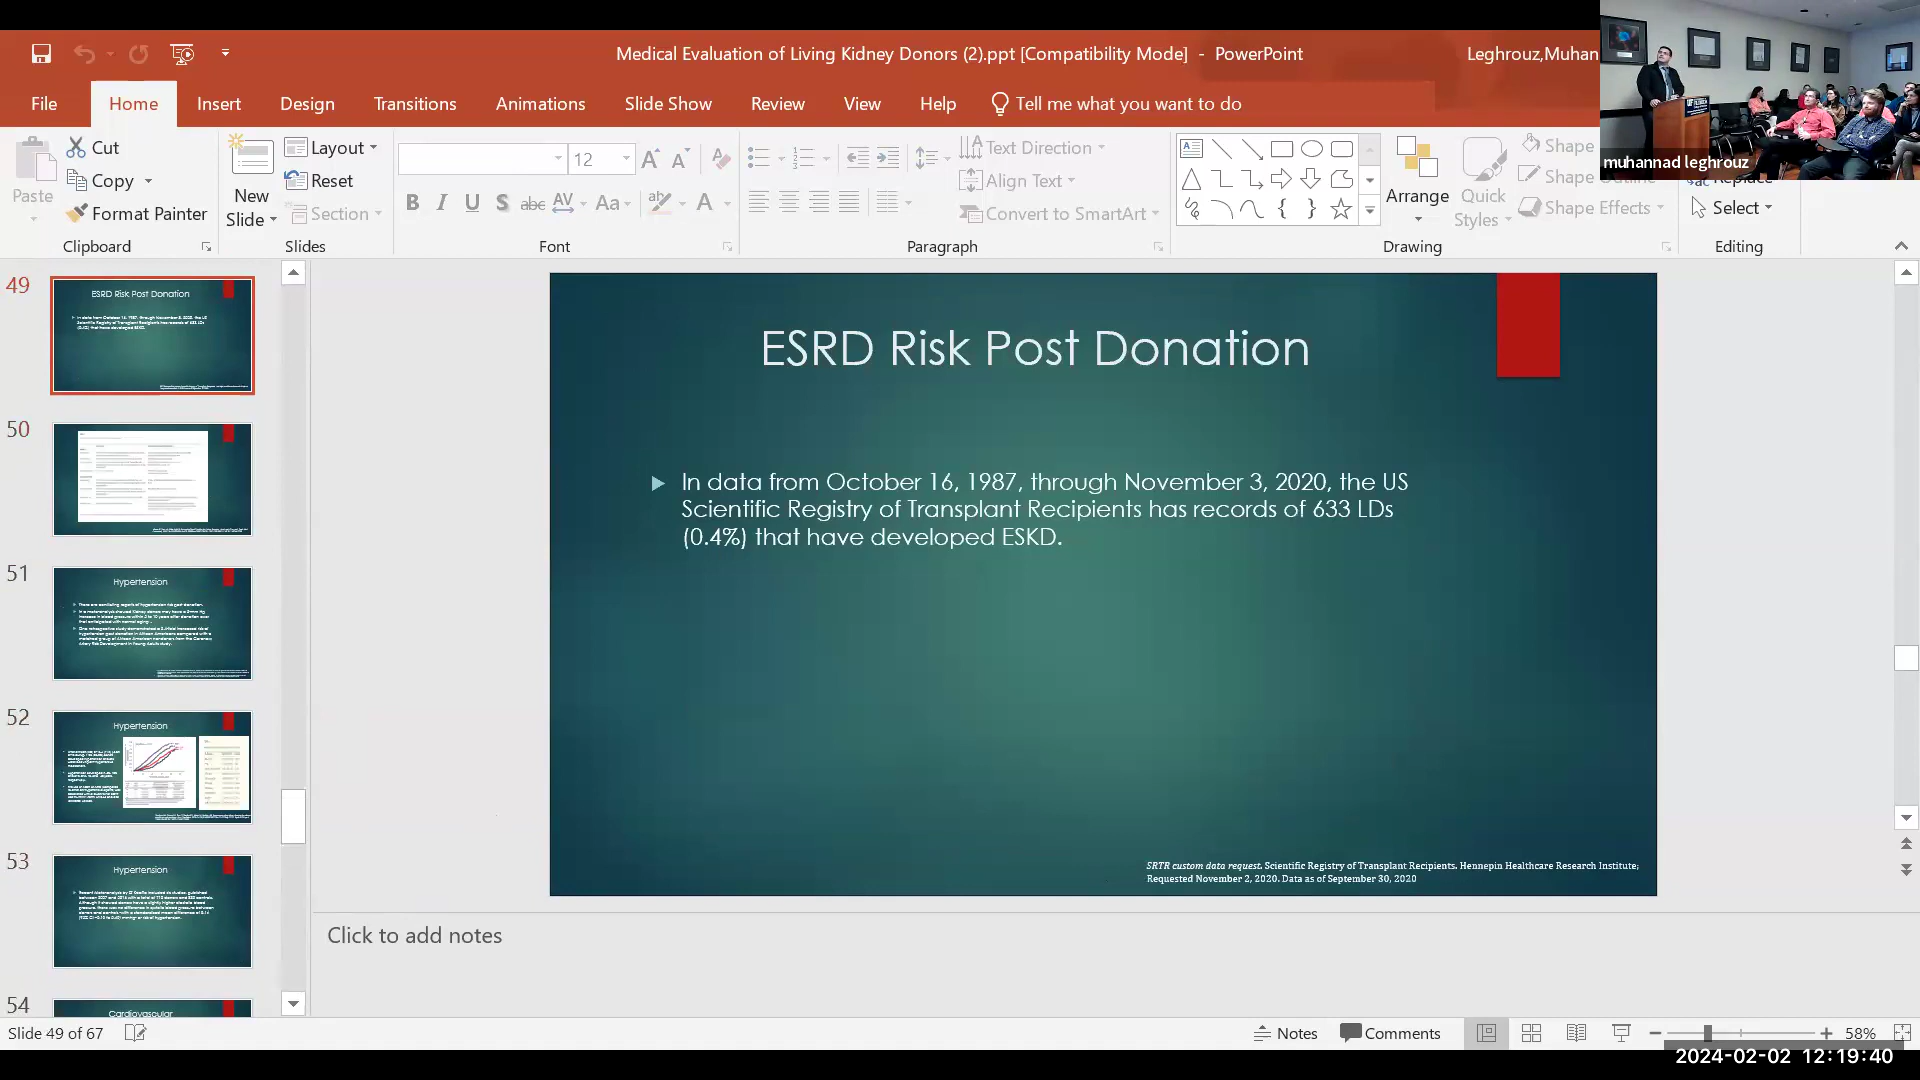 Medical Evaluation of Living Kidney Donors (2).ppt [Compatibility Mode] - PowerPoint
Leghrouz,Muhan
File Home Insert Design Transitions Animations Slide Show Review View Help Tell me what you want to do
muhannad leghrouz
Paste
Cut
Copy
Format Painter
Clipboard
New
Slide
Layout
Reset
Section
Slides
12
Font
Text Direction
Align Text
Convert to SmartArt
Paragraph
Arrange
Quick
Styles
Shape
Shape Outline
Shape Effects
Drawing
Replace
Select
Editing
49
ESRD Risk Post Donation
50
51
Hypertension
52
Hypertension
53
Hypertension
54
Cardiovascular
ESRD Risk Post Donation
In data from October 16, 1987, through November 3, 2020, the US
Scientific Registry of Transplant Recipients has records of 633 LDs
(0.4%) that have developed ESKD.
SRTR custom data request. Scientific Registry of Transplant Recipients. Hennepin Healthcare Research Institute;
Requested November 2, 2020. Data as of September 30, 2020
Click to add notes
Slide 49 of 67
Notes
Comments
58%
2024-02-02 12:19:40